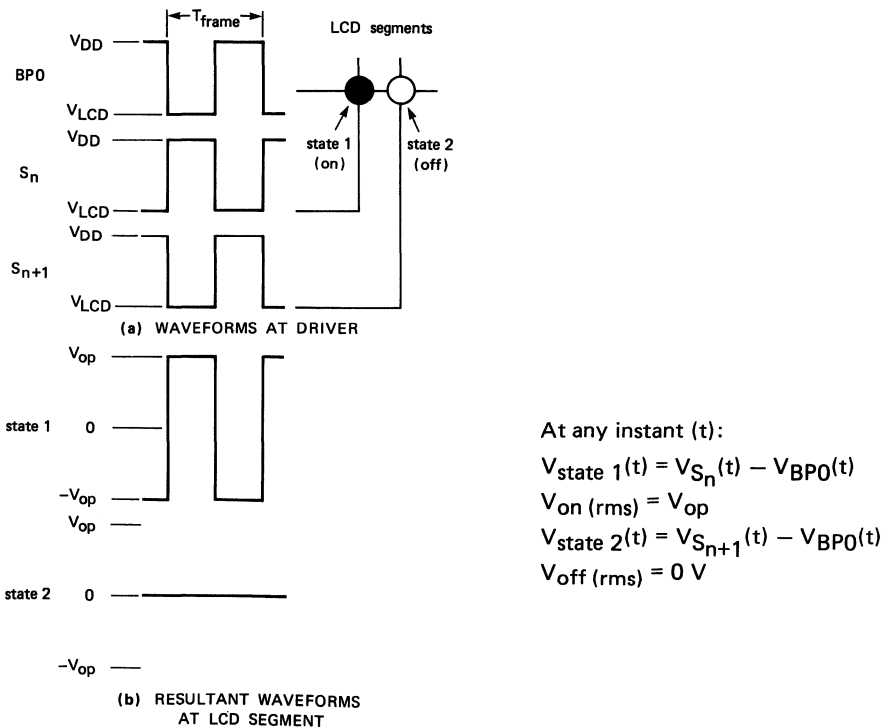 T_frame
LCD segments
V_DD
BP0
V_LCD
V_DD
state 1
(on)
state 2
(off)
S_n
V_LCD
V_DD
S_n+1
V_LCD
(a) WAVEFORMS AT DRIVER
V_op
state 1 0
-V_op
V_op
state 2 0
-V_op
(b) RESULTANT WAVEFORMS
AT LCD SEGMENT
At any instant (t):
V_state 1(t) = V_S_n(t) – V_BP0(t)
V_on (rms) = V_op
V_state 2(t) = V_S_n+1(t) – V_BP0(t)
V_off (rms) = 0 V